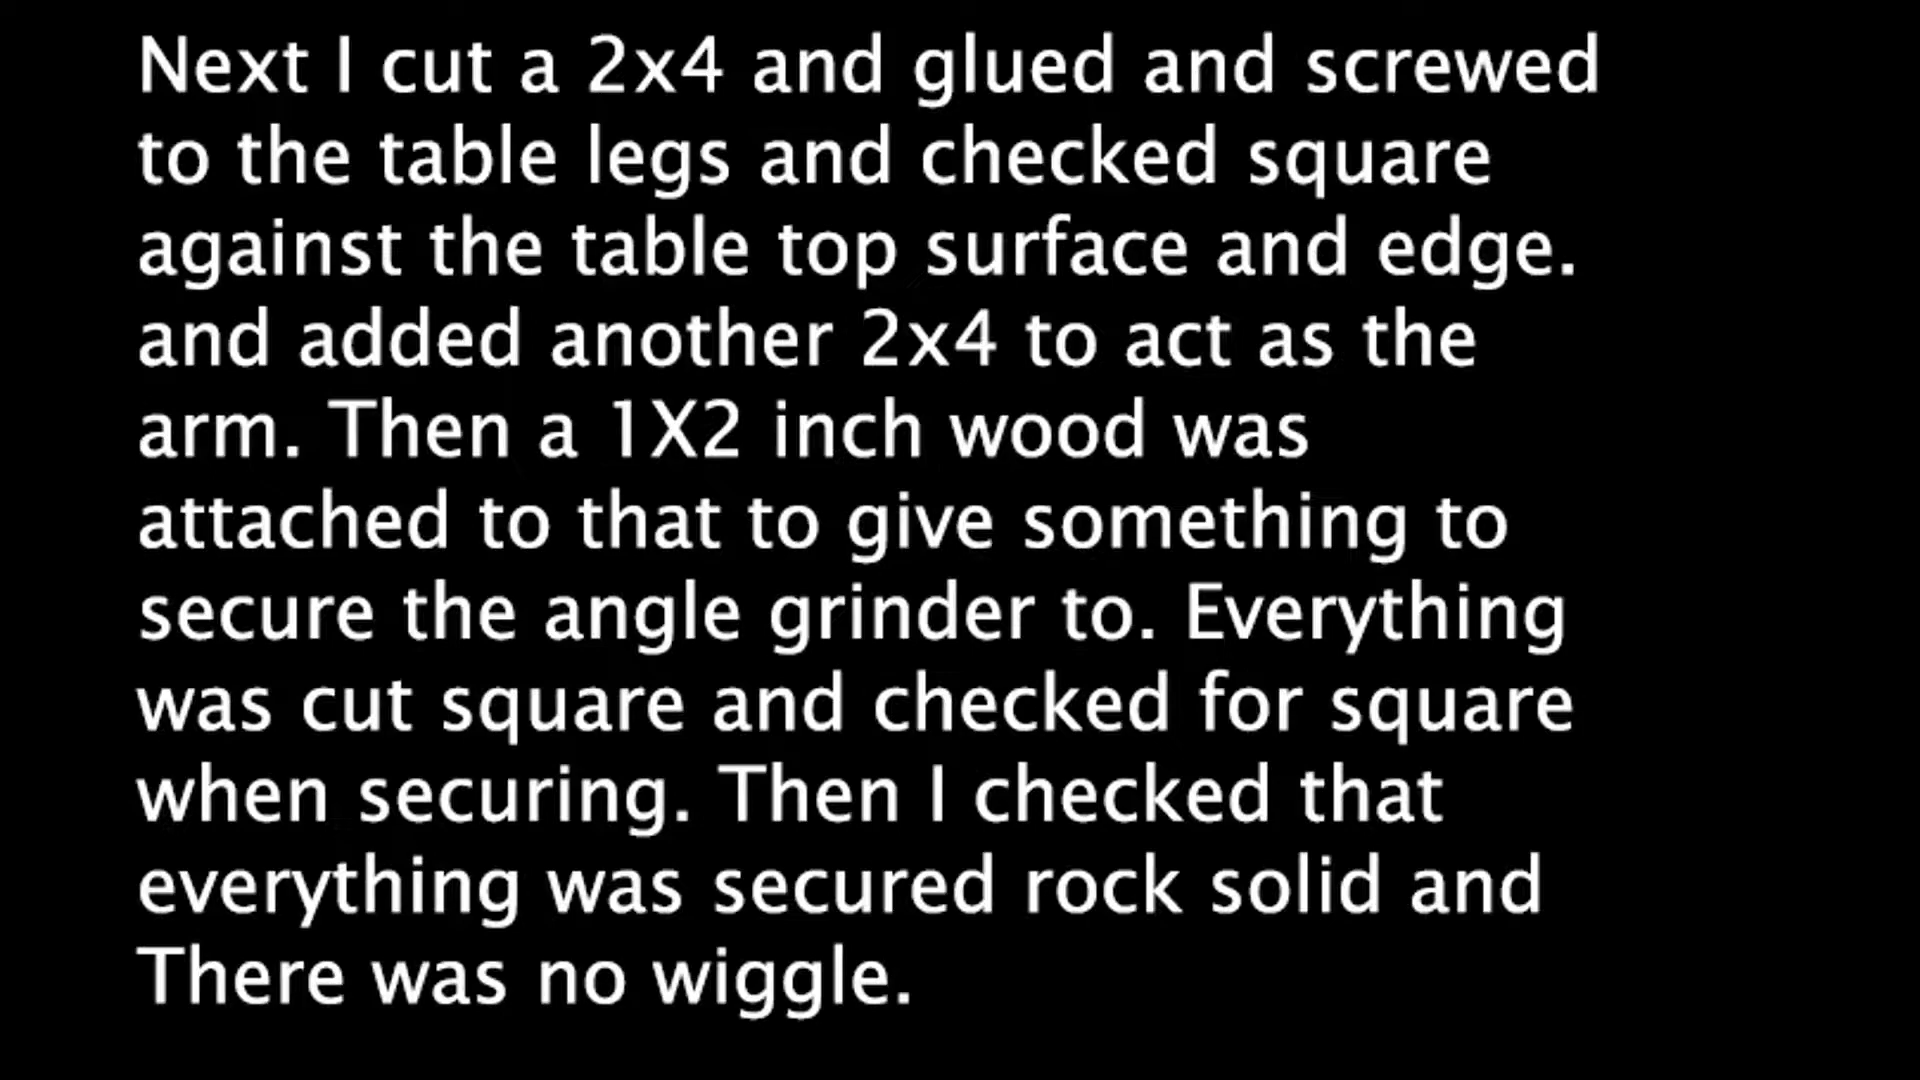 Next I cut a 2x4 and glued and screwed
to the table legs and checked square
against the table top surface and edge.
and added another 2x4 to act as the
arm. Then a 1X2 inch wood was
attached to that to give something to
secure the angle grinder to. Everything
was cut square and checked for square
when securing. Then I checked that
everything was secured rock solid and
There was no wiggle.